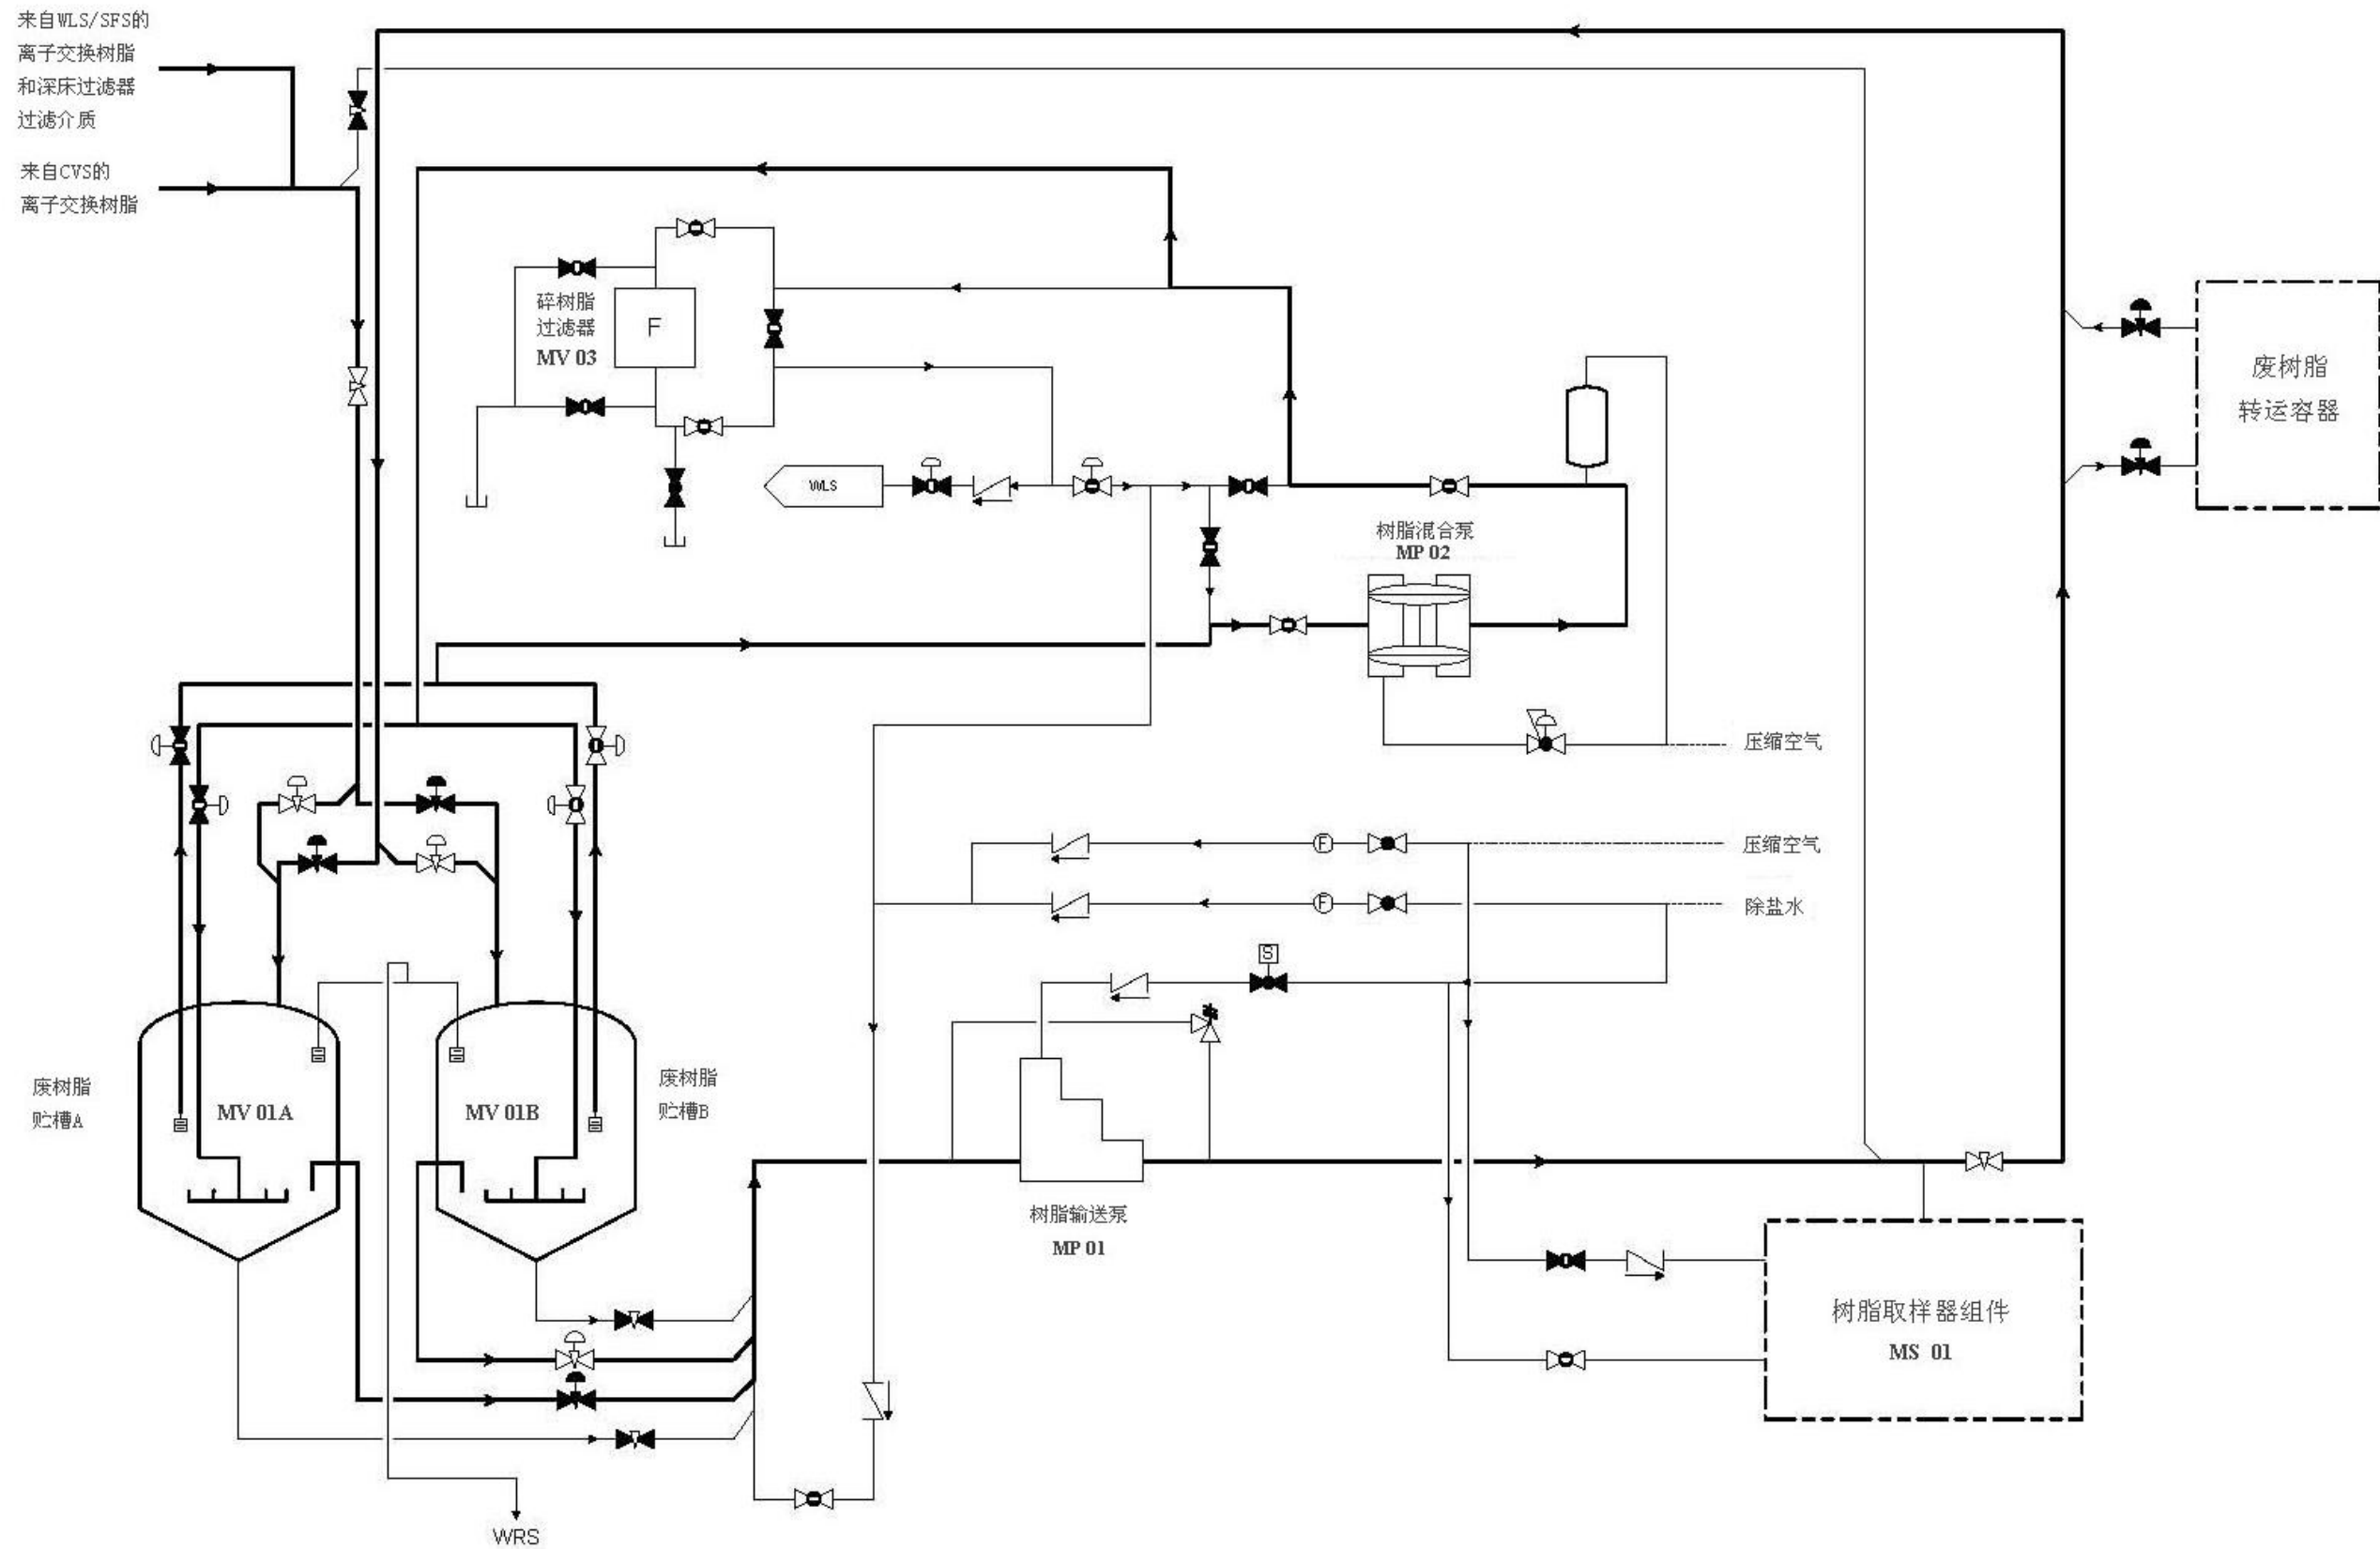 来自WLS/SFS的
离子交换树脂
和深床过滤器
过滤介质
来自CVS的
离子交换树脂
碎树脂
过滤器
MV 03
F
WLS
树脂混合泵
MP 02
废树脂
转运容器
压缩空气
压缩空气
F
除盐水
F
S
废树脂
贮槽A
MV 01A
MV 01B
废树脂
贮槽B
树脂输送泵
MP 01
树脂取样器组件
MS 01
WRS